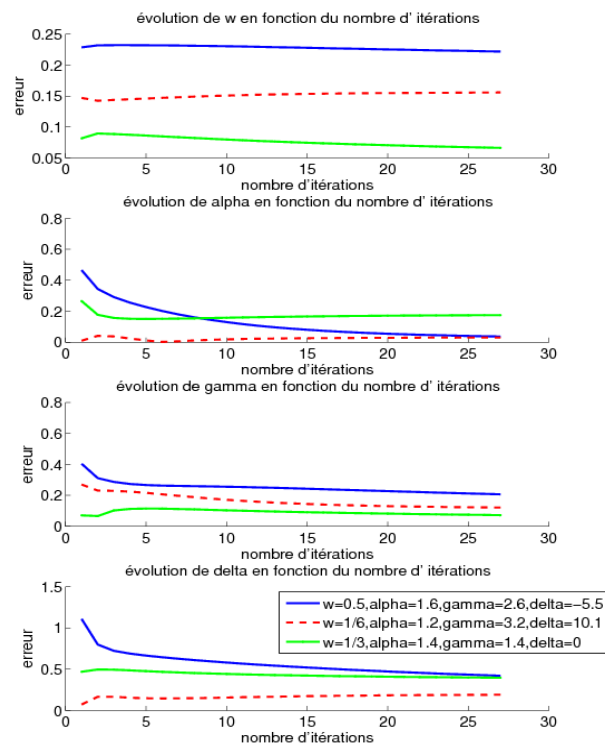 évolution de w en fonction du nombre d' itérations
0.25
0.2
0.15
0.1
0.05
erreur
0 5 10 15 20 25 30
nombre d'itérations
évolution de alpha en fonction du nombre d' itérations
0.8
0.6
0.4
0.2
0
erreur
0 5 10 15 20 25 30
nombre d'itérations
évolution de gamma en fonction du nombre d' itérations
0.8
0.6
0.4
0.2
0
erreur
0 5 10 15 20 25 30
nombre d'itérations
évolution de delta en fonction du nombre d' itérations
1.5
1
0.5
0
erreur
w=0.5,alpha=1.6,gamma=2.6,delta=−5.5
w=1/6,alpha=1.2,gamma=3.2,delta=10.1
w=1/3,alpha=1.4,gamma=1.4,delta=0
0 5 10 15 20 25 30
nombre d'itérations